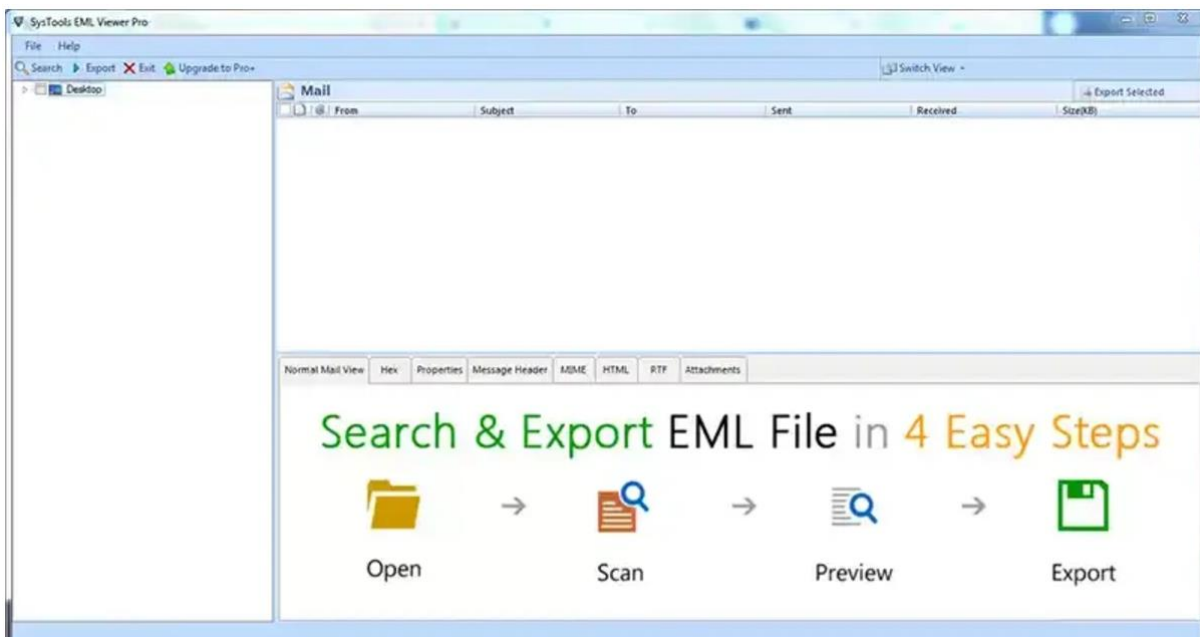 SysTools EML Viewer Pro
File Help
Search Export Exit Upgrade to Pro+ Switch View
Desktop
Mail Export Selected
From Subject To Sent Received Size(KB)
Normal Mail View Hex Properties Message Header MIME HTML RTF Attachments
Search & Export EML File in 4 Easy Steps
Open Scan Preview Export